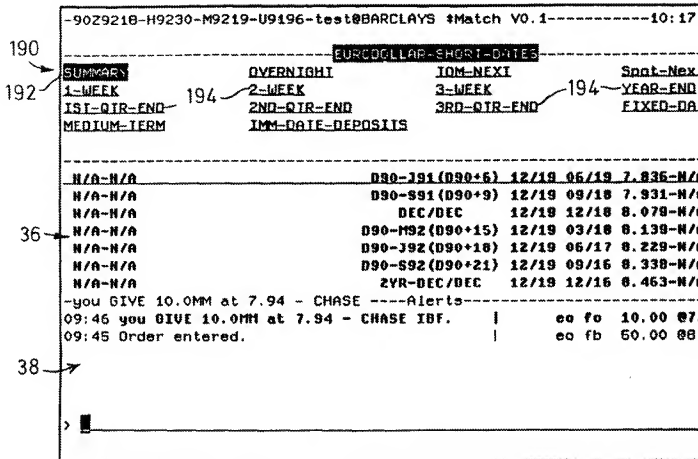 -90Z9218-H9230-M9219-U9196-test@BARCLAYS #Match V0.1-----------10:17
190
EURODOLLAR-SHORT-DATES
SUMMARY OVERNIGHT TOM-NEXT Spot-Nex
192 1-WEEK 194 2-WEEK 3-WEEK 194 YEAR-END
1ST-QTR-END 2ND-QTR-END 3RD-QTR-END FIXED-DA
MEDIUM-TERM IMM-DATE-DEPOSITS
N/A-N/A D90-J91(D90+6) 12/19 06/19 7.836-N/
N/A-N/A D90-S91(D90+9) 12/19 09/18 7.931-N/
N/A-N/A DEC/DEC 12/19 12/18 8.079-N/
36 N/A-N/A D90-M92(D90+15) 12/19 03/18 8.139-N/
N/A-N/A D90-J92(D90+18) 12/19 06/17 8.229-N/
N/A-N/A D90-S92(D90+21) 12/19 09/16 8.338-N/
N/A-N/A 2YR-DEC/DEC 12/19 12/16 8.463-N/
-you GIVE 10.0MM at 7.94 - CHASE ----Alerts-----------------------
09:46 you GIVE 10.0MM at 7.94 - CHASE IBF. | eo fo 10.00 @7
09:45 Order entered. | eo fb 50.00 @8
38
>